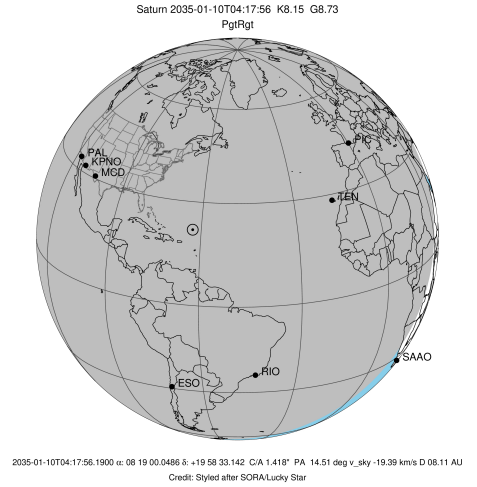 Saturn 2035-01-10T04:17:56 K8.15 G8.73
PgtRgt
PAL
KPNO
MCD
PIC
TEN
SAAO
RIO
ESO
2035-01-10T04:17:56.1900 α: 08 19 00.0486 δ: +19 58 33.142 C/A 1.418" PA 14.51 deg v_sky -19.39 km/s D 08.11 AU
Credit: Styled after SORA/Lucky Star